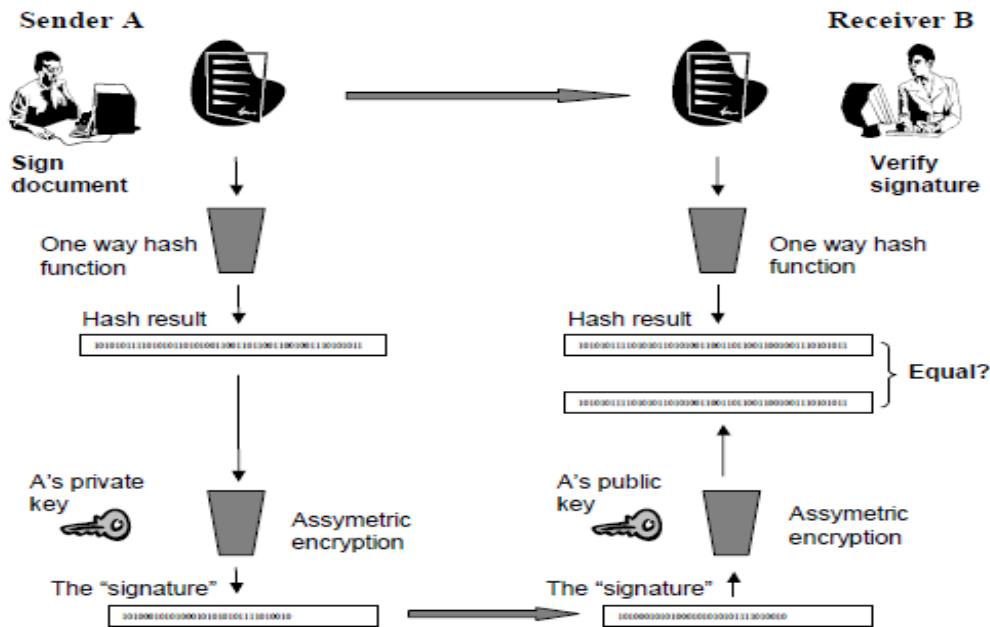 Sender A
Receiver B
Sign
document
Verify
signature
One way hash
function
One way hash
function
Hash result
Hash result
Equal?
A's private
key
A's public
key
Assymetric
encryption
Assymetric
encryption
The “signature”
The “signature”